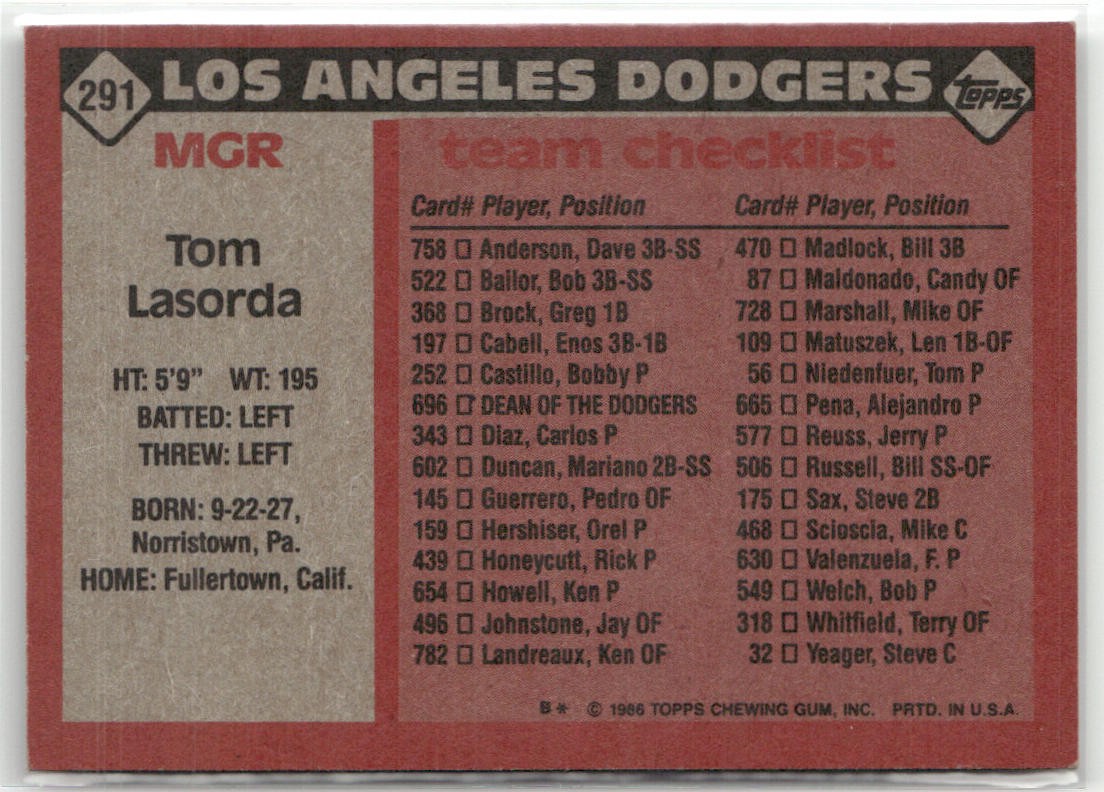 291 LOS ANGELES DODGERS TOPPS
MGR
Tom
Lasorda
HT: 5'9" WT: 195
BATTED: LEFT
THREW: LEFT
BORN: 9-22-27,
Norristown, Pa.
HOME: Fullertown, Calif.
team checklist
Card# Player, Position
758 □ Anderson, Dave 3B-SS
522 □ Bailor, Bob 3B-SS
368 □ Brock, Greg 1B
197 □ Cabell, Enos 3B-1B
252 □ Castillo, Bobby P
696 □ DEAN OF THE DODGERS
343 □ Diaz, Carlos P
602 □ Duncan, Mariano 2B-SS
145 □ Guerrero, Pedro OF
159 □ Hershiser, Orel P
439 □ Honeycutt, Rick P
654 □ Howell, Ken P
496 □ Johnstone, Jay OF
782 □ Landreaux, Ken OF
Card# Player, Position
470 □ Madlock, Bill 3B
87 □ Maldonado, Candy OF
728 □ Marshall, Mike OF
109 □ Matuszek, Len 1B-OF
56 □ Niedenfuer, Tom P
665 □ Pena, Alejandro P
577 □ Reuss, Jerry P
506 □ Russell, Bill SS-OF
175 □ Sax, Steve 2B
468 □ Scioscia, Mike C
630 □ Valenzuela, F. P
549 □ Welch, Bob P
318 □ Whitfield, Terry OF
32 □ Yeager, Steve C
B* © 1986 TOPPS CHEWING GUM, INC. PRTD. IN U.S.A.